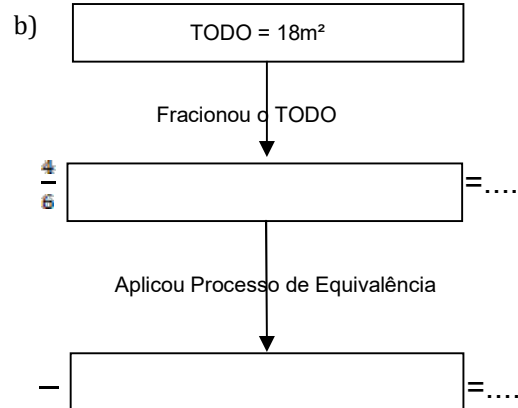 b)
TODO = 18m²
Fracionou o TODO
4/6 =....
Aplicou Processo de Equivalência
— =....